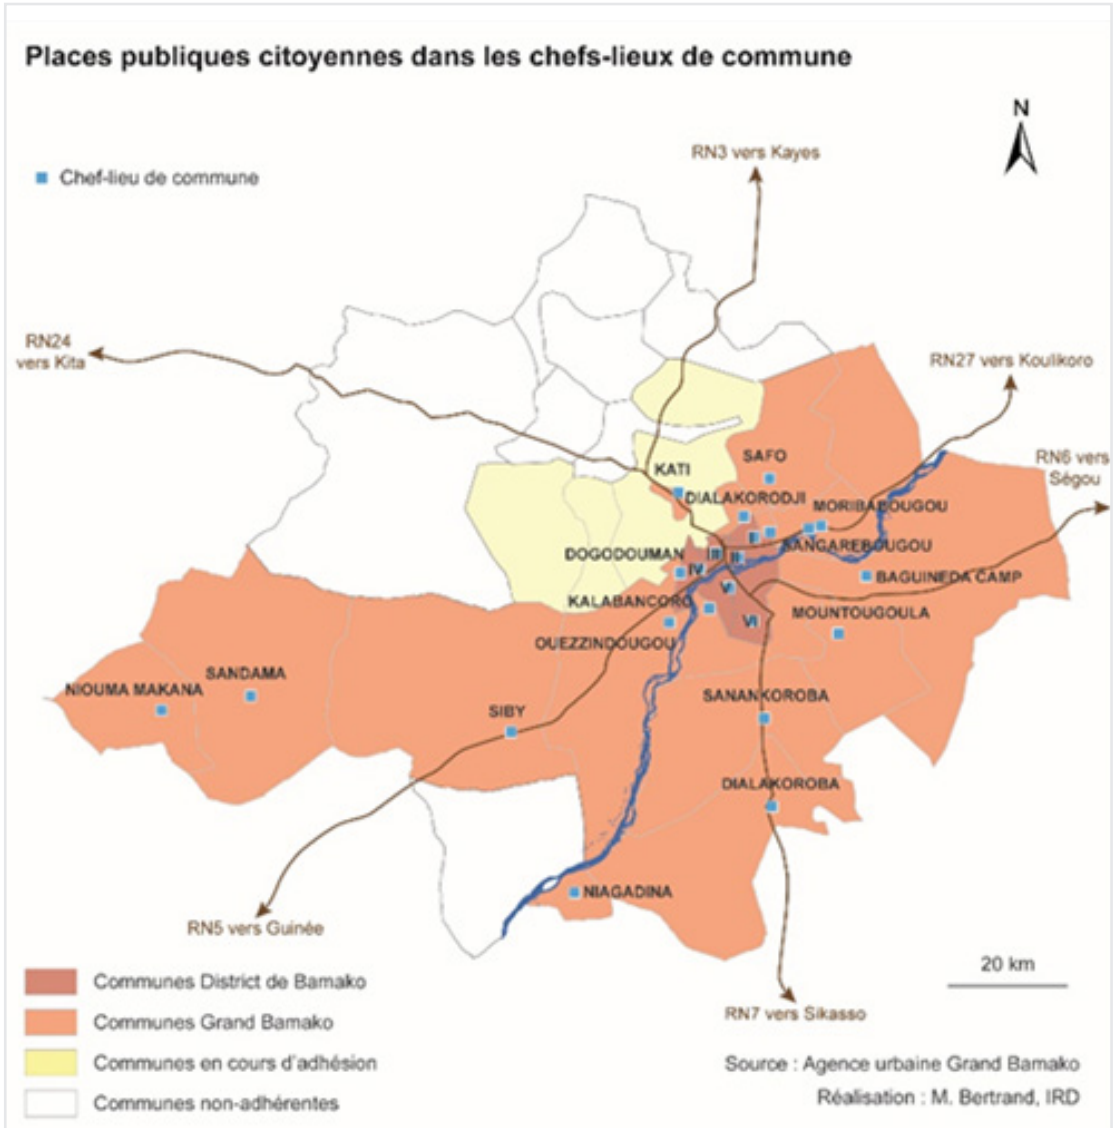 Places publiques citoyennes dans les chefs-lieux de commune
N
RN3 vers Kayes
Chef-lieu de commune
RN24
vers Kita
RN27 vers Koulikoro
RN6 vers
Ségou
KATI
SAFO
DIALAKORODJI
MORIBABOUGOU
I
SANGAREBOUGOU
DOGODOUMAN
III
II
IV
BAGUINEDA CAMP
V
KALABANCORO
MOUNTOUGOULA
VI
OUEZZINDOUGOU
SANDAMA
NIOUMA MAKANA
SANANKOROBA
SIBY
DIALAKOROBA
NIAGADINA
RN5 vers Guinée
20 km
Communes District de Bamako
Communes Grand Bamako
RN7 vers Sikasso
Communes en cours d'adhésion
Source : Agence urbaine Grand Bamako
Communes non-adhérentes
Réalisation : M. Bertrand, IRD